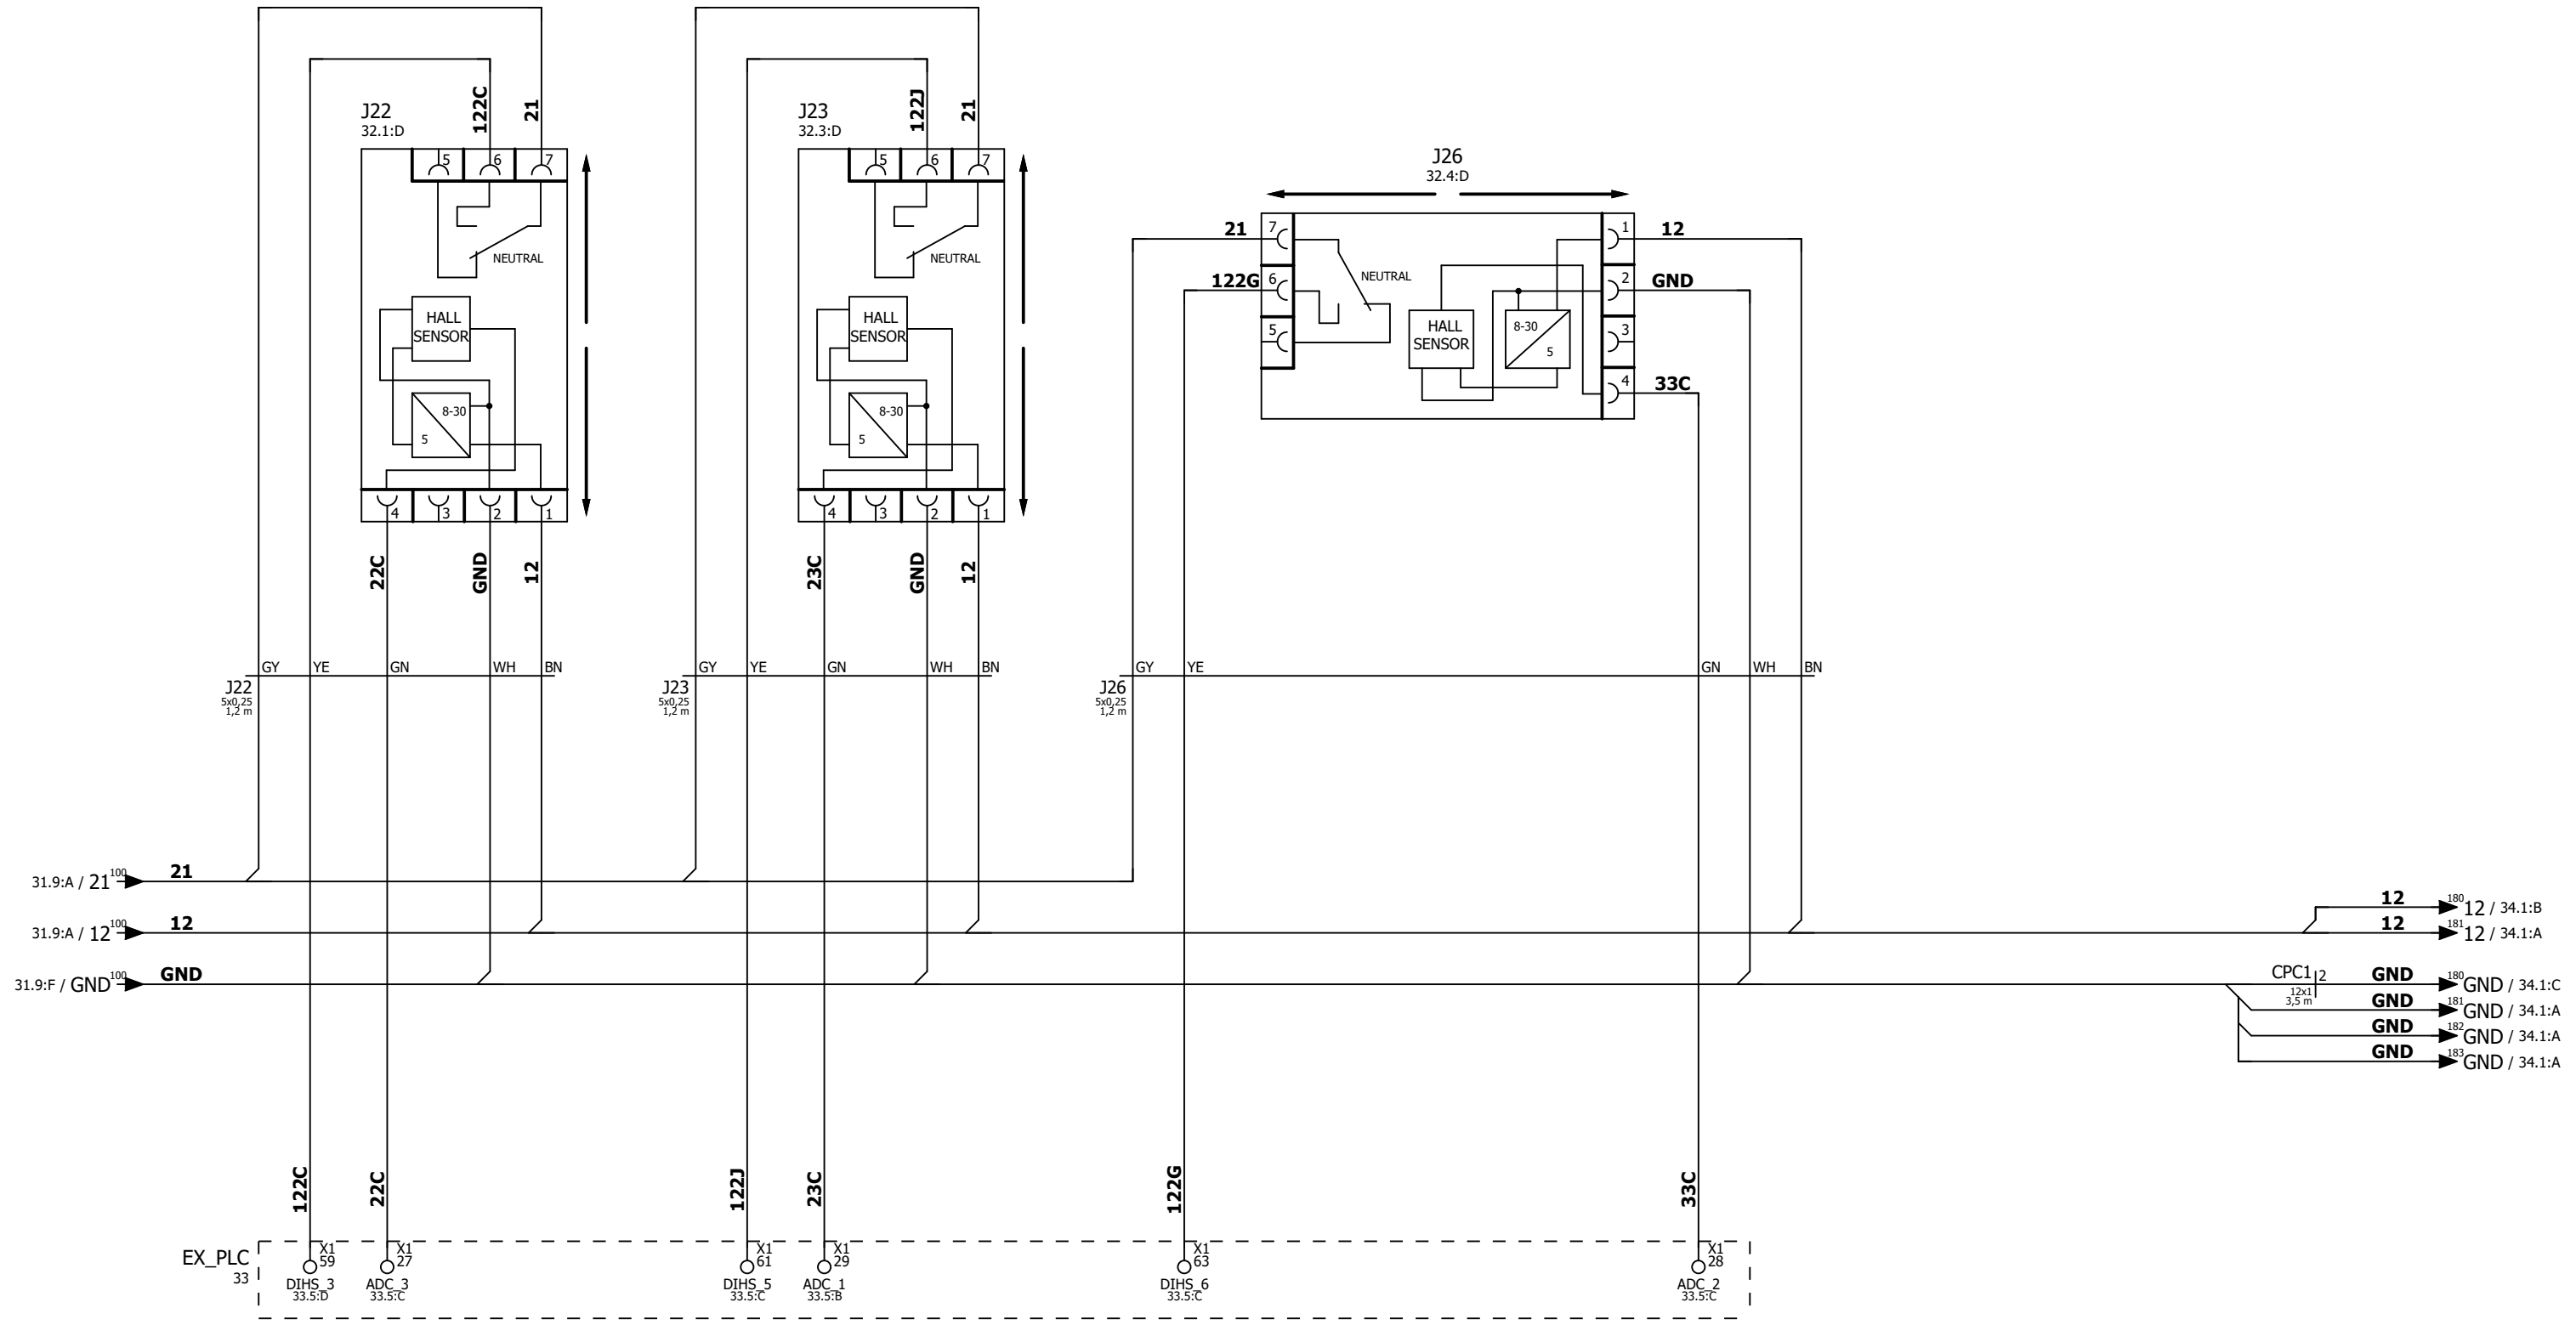 J22
32.1:D
122C
21
5
6
7
NEUTRAL
HALL
SENSOR
8-30
5
4
3
2
1
22C
GND
12
J23
32.3:D
122J
21
5
6
7
NEUTRAL
HALL
SENSOR
8-30
5
4
3
2
1
23C
GND
12
J26
32.4:D
21
7
122G
6
5
NEUTRAL
HALL
SENSOR
8-30
5
1
12
2
GND
3
4
33C
GY
YE
GN
WH
BN
J22
5x0,25
1,2 m
GY
YE
GN
WH
BN
J23
5x0,25
1,2 m
GY
YE
GN
WH
BN
J26
5x0,25
1,2 m
31.9:A / 21
100
21
31.9:A / 12
100
12
31.9:F / GND
100
GND
12
180
12 / 34.1:B
12
181
12 / 34.1:A
CPC1
2
12x1
3,5 m
GND
180
GND / 34.1:C
GND
181
GND / 34.1:A
GND
182
GND / 34.1:A
GND
183
GND / 34.1:A
122C
22C
122J
23C
122G
33C
EX_PLC
33
X1
59
DIHS_3
33.5:D
X1
27
ADC_3
33.5:C
X1
61
DIHS_5
33.5:C
X1
29
ADC_1
33.5:B
X1
63
DIHS_6
33.5:C
X1
28
ADC_2
33.5:C